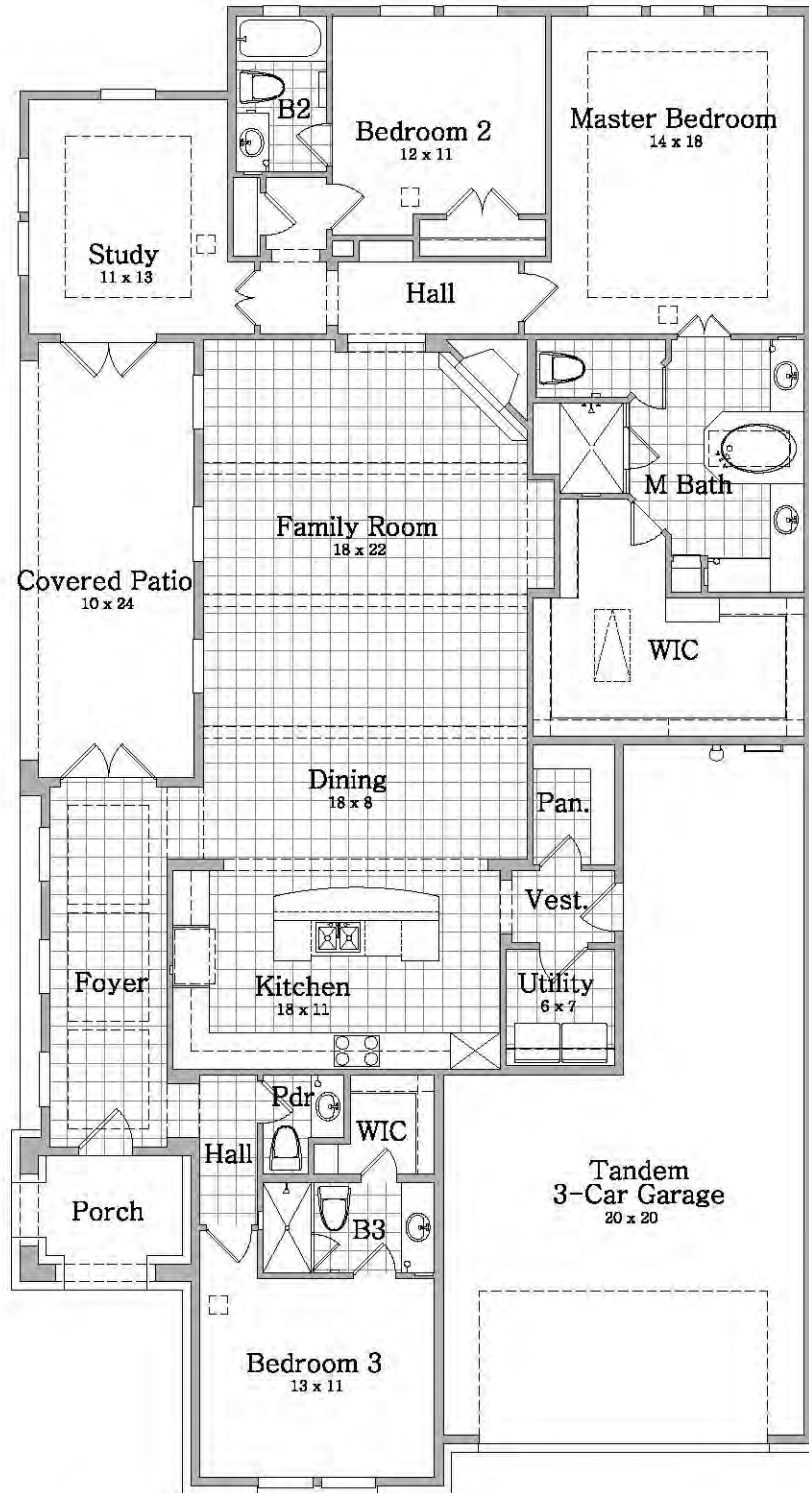 B2
Bedroom 2
12 x 11
Master Bedroom
14 x 18
Study
11 x 13
Hall
M Bath
Family Room
18 x 22
Covered Patio
10 x 24
WIC
Dining
18 x 8
Pan.
Vest.
Foyer
Kitchen
18 x 11
Utility
6 x 7
Pdr
WIC
Hall
Tandem
3-Car Garage
20 x 20
Porch
B3
Bedroom 3
13 x 11